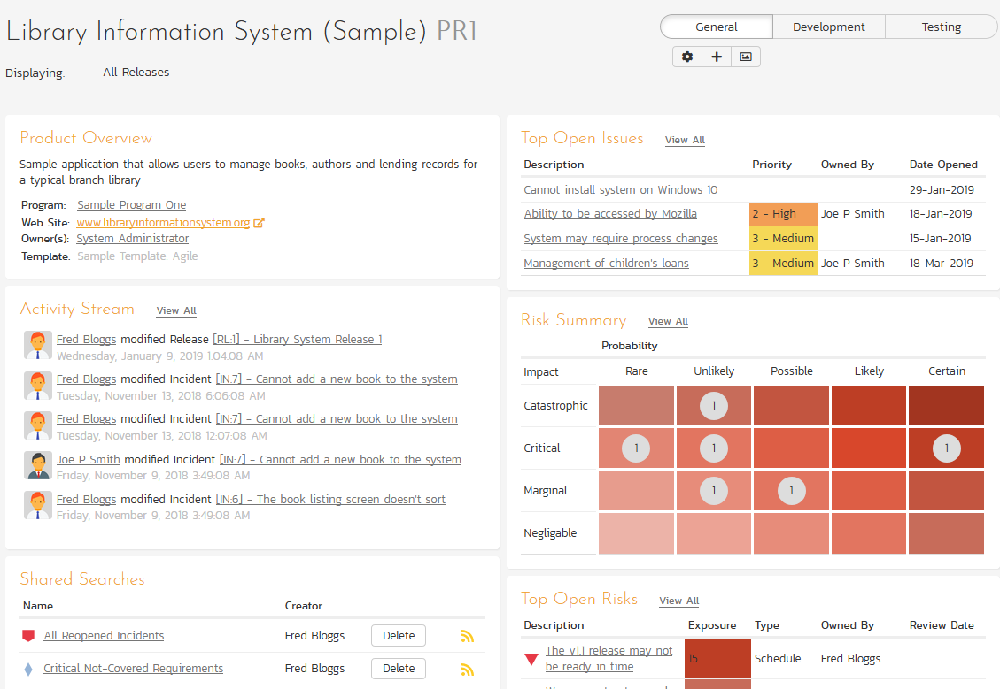 Library Information System (Sample) PR1
General Development Testing
Displaying: --- All Releases ---
Product Overview
Sample application that allows users to manage books, authors and lending records for
a typical branch library
Program: Sample Program One
Web Site: www.libraryinformationsystem.org
Owner(s): System Administrator
Template: Sample Template: Agile
Activity Stream View All
Fred Bloggs modified Release [RL:1] - Library System Release 1
Wednesday, January 9, 2019 1:04:08 AM
Fred Bloggs modified Incident [IN:7] - Cannot add a new book to the system
Tuesday, November 13, 2018 6:06:08 AM
Fred Bloggs modified Incident [IN:7] - Cannot add a new book to the system
Tuesday, November 13, 2018 12:07:08 AM
Joe P Smith modified Incident [IN:7] - Cannot add a new book to the system
Friday, November 9, 2018 3:49:08 AM
Fred Bloggs modified Incident [IN:6] - The book listing screen doesn't sort
Friday, November 9, 2018 3:49:08 AM
Shared Searches
Name Creator
All Reopened Incidents Fred Bloggs Delete
Critical Not-Covered Requirements Fred Bloggs Delete
Top Open Issues View All
Description Priority Owned By Date Opened
Cannot install system on Windows 10 29-Jan-2019
Ability to be accessed by Mozilla 2 - High Joe P Smith 18-Jan-2019
System may require process changes 3 - Medium 15-Jan-2019
Management of children's loans 3 - Medium Joe P Smith 18-Mar-2019
Risk Summary View All
Probability
Impact Rare Unlikely Possible Likely Certain
Catastrophic 1
Critical 1 1 1
Marginal 1 1
Negligable
Top Open Risks View All
Description Exposure Type Owned By Review Date
The v1.1 release may not
be ready in time 15 Schedule Fred Bloggs